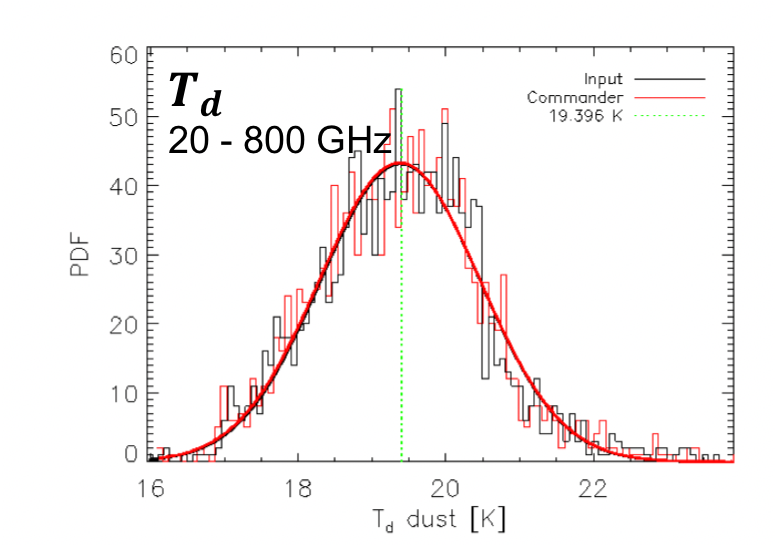 60
50
40
30
20
10
0
PDF
T_d
20 - 800 GHz
Input
Commander
19.396 K
16 18 20 22
T_d dust [K]